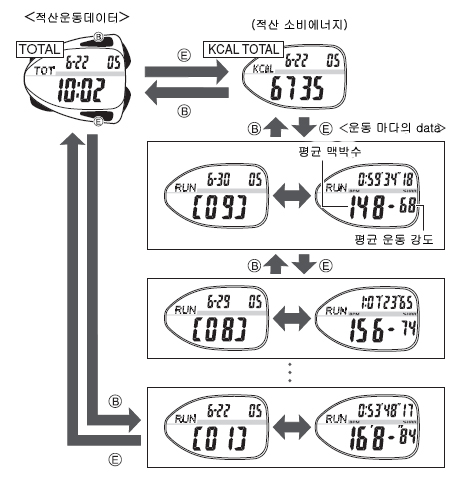 <적산운동데이터>
(적산 소비에너지)
TOTAL
B
6-22 05
TOT
10:02
E
E
B
KCAL TOTAL
6-22 05
KCAL
6735
B E <운동 마다의 data>
평균 맥박수
RUN
6-30 05
[09]
RUN
0:59'34"18
148-68
평균 운동 강도
B E
RUN
6-29 05
[08]
RUN
1:07'23"65
156-74
B
E
RUN
6-22 05
[01]
RUN
0:53'48"17
168-84